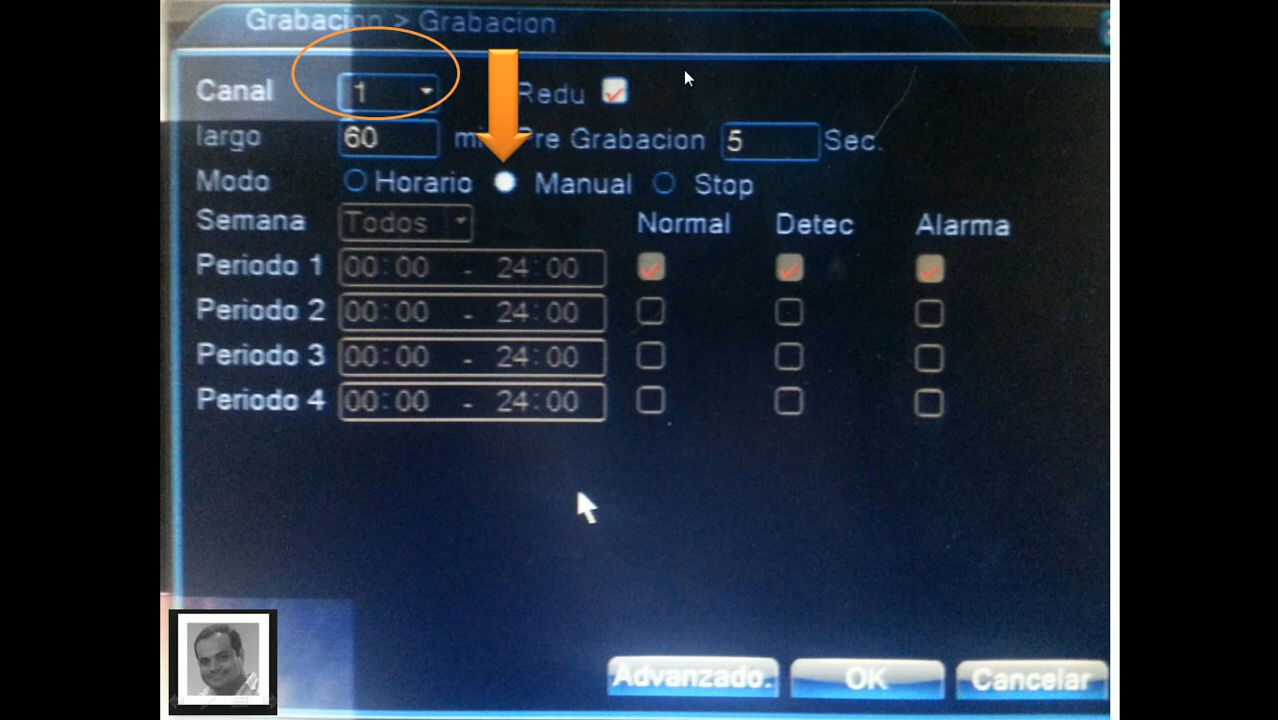 Grabacion > Grabacion
Canal 1 Redu
largo 60 Pre Grabacion 5 Sec.
Modo Horario Manual Stop
Semana Todos Normal Detec Alarma
Periodo 1 00:00 - 24:00
Periodo 2 00:00 - 24:00
Periodo 3 00:00 - 24:00
Periodo 4 00:00 - 24:00
Advanzado. OK Cancelar